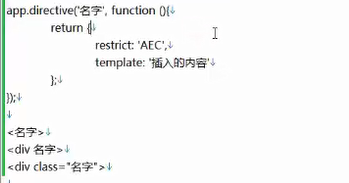 app.directive('名字', function (){
return {
restrict: 'AEC',
template: '插入的内容'
};
});
<名字>
<div 名字>
<div class="名字">